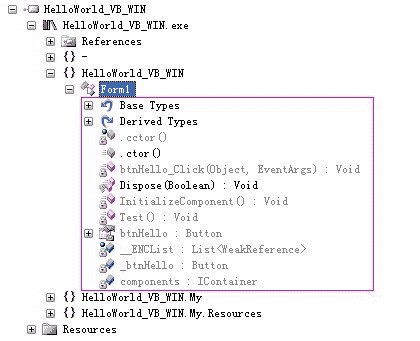 HelloWorld_VB_WIN
HelloWorld_VB_WIN.exe
References
{} -
{} HelloWorld_VB_WIN
Form1
Base Types
Derived Types
.cctor()
.ctor()
btnHello_Click(Object, EventArgs) : Void
Dispose(Boolean) : Void
InitializeComponent() : Void
Test() : Void
btnHello : Button
__ENCList : List<WeakReference>
_btnHello : Button
components : IContainer
{} HelloWorld_VB_WIN.My
{} HelloWorld_VB_WIN.My.Resources
Resources